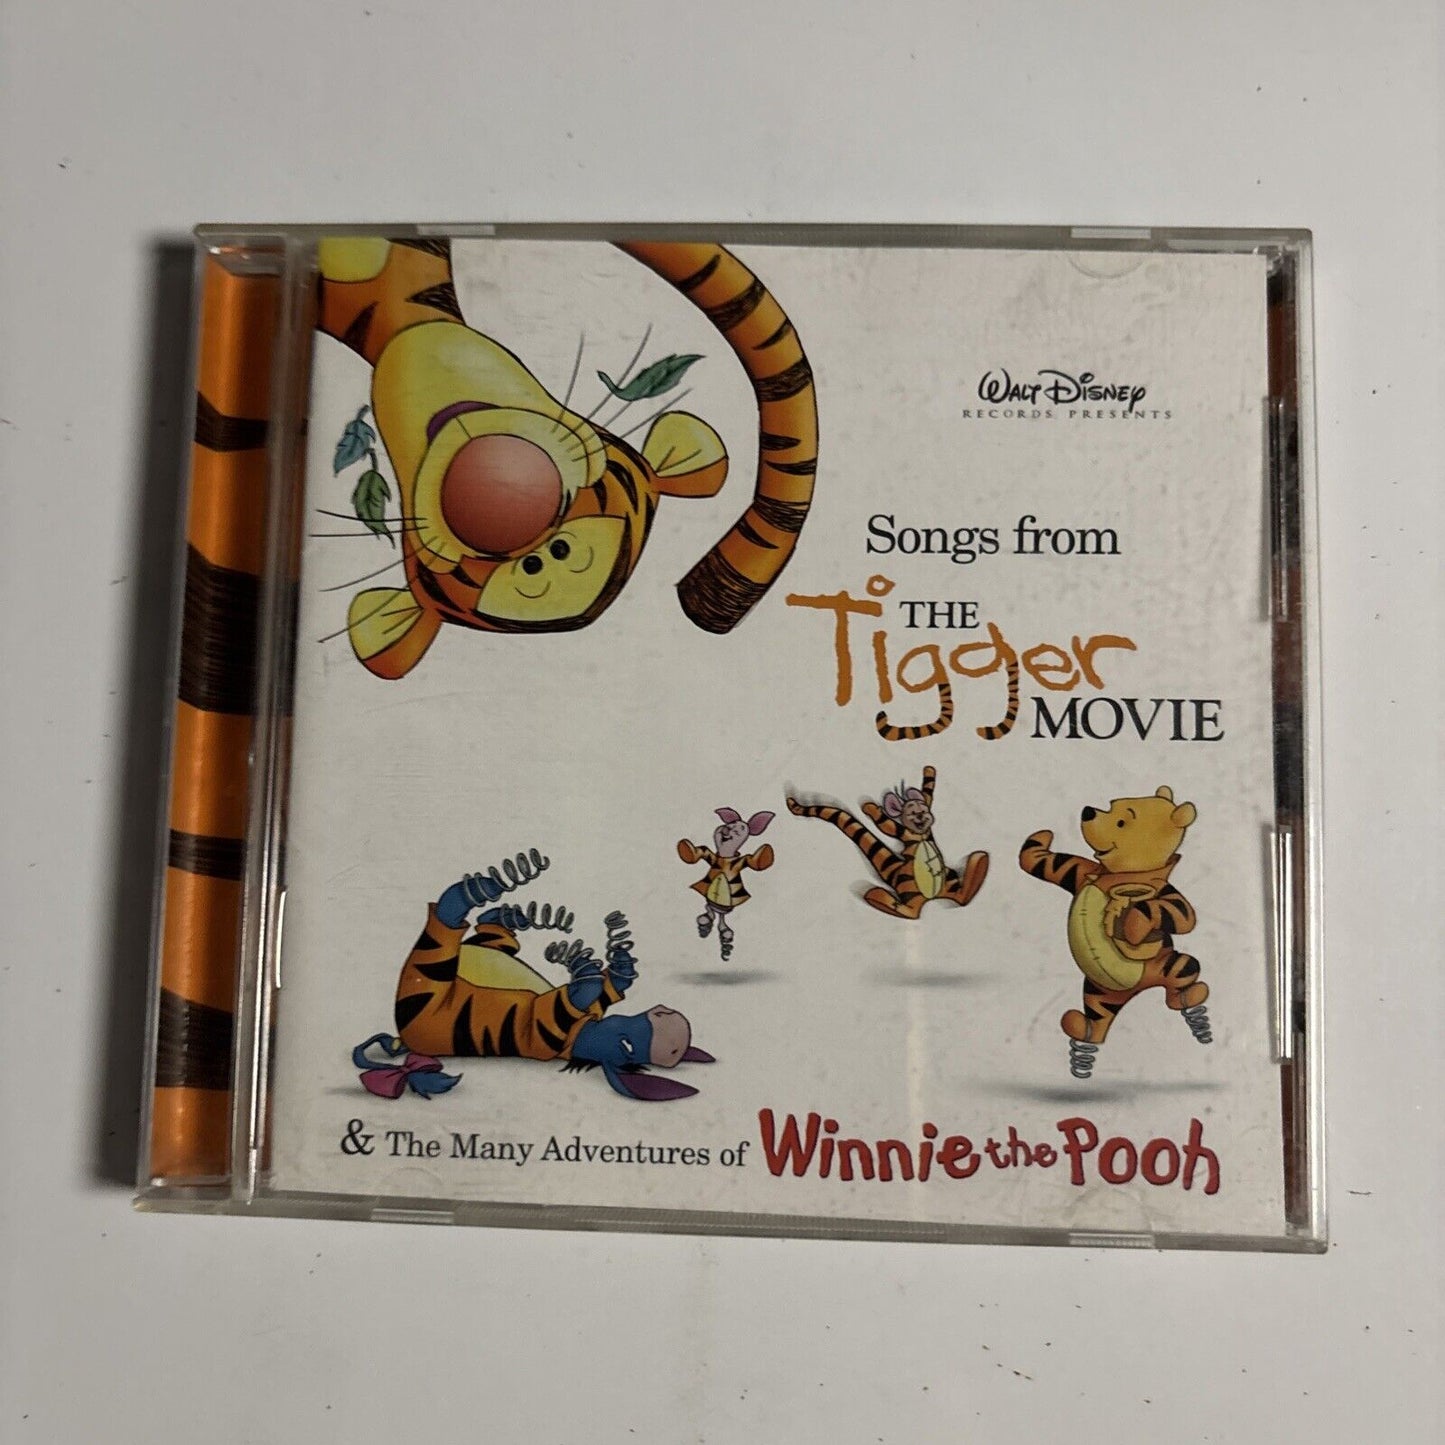 Walt Disney
RECORDS PRESENTS
Songs from
THE
Tigger
MOVIE
& The Many Adventures of Winnie the Pooh